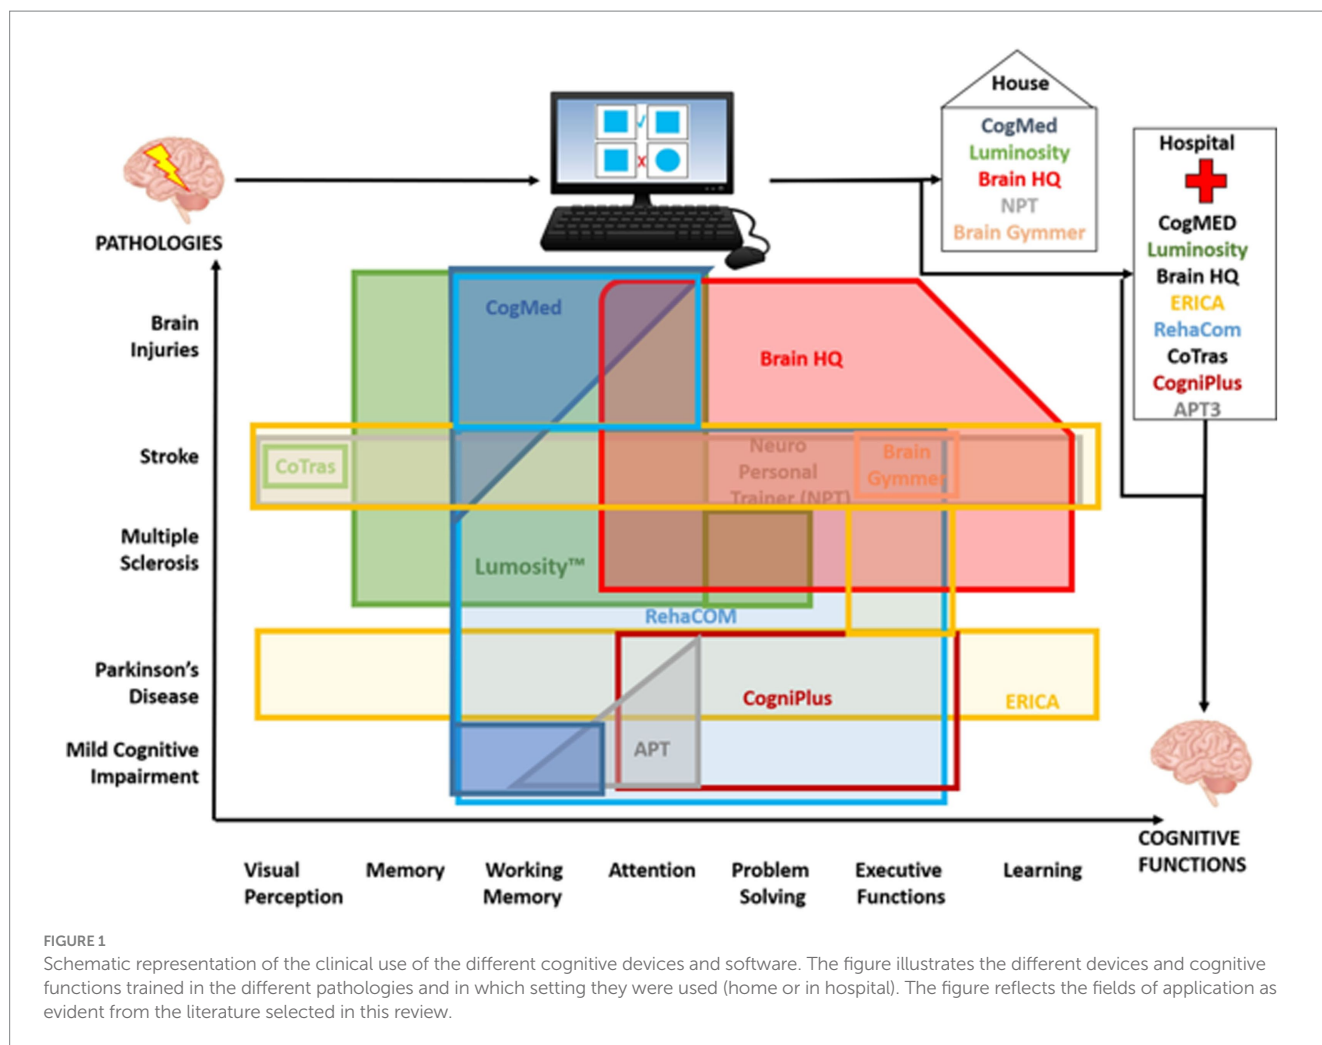 House
CogMed
Luminosity
Brain HQ
NPT
Brain Gymmer
Hospital
CogMED
Luminosity
Brain HQ
ERICA
RehaCom
CoTras
CogniPlus
APT3
PATHOLOGIES
Brain
Injuries
Stroke
Multiple
Sclerosis
Parkinson's
Disease
Mild Cognitive
Impairment
CogMed
Brain HQ
CoTras
Neuro
Personal
Trainer (NPT)
Brain
Gymmer
Lumosity™
RehaCOM
CogniPlus
ERICA
APT
COGNITIVE
FUNCTIONS
Visual
Perception
Memory
Working
Memory
Attention
Problem
Solving
Executive
Functions
Learning
FIGURE 1
Schematic representation of the clinical use of the different cognitive devices and software. The figure illustrates the different devices and cognitive
functions trained in the different pathologies and in which setting they were used (home or in hospital). The figure reflects the fields of application as
evident from the literature selected in this review.